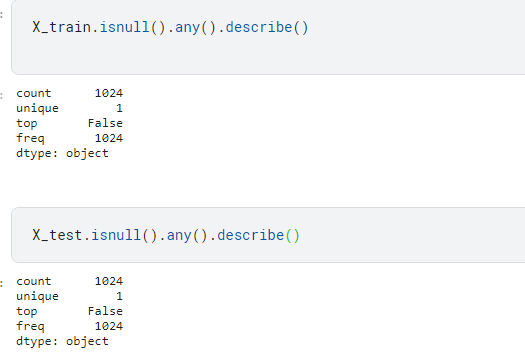 X_train.isnull().any().describe()
count 1024
unique 1
top False
freq 1024
dtype: object
X_test.isnull().any().describe()
count 1024
unique 1
top False
freq 1024
dtype: object